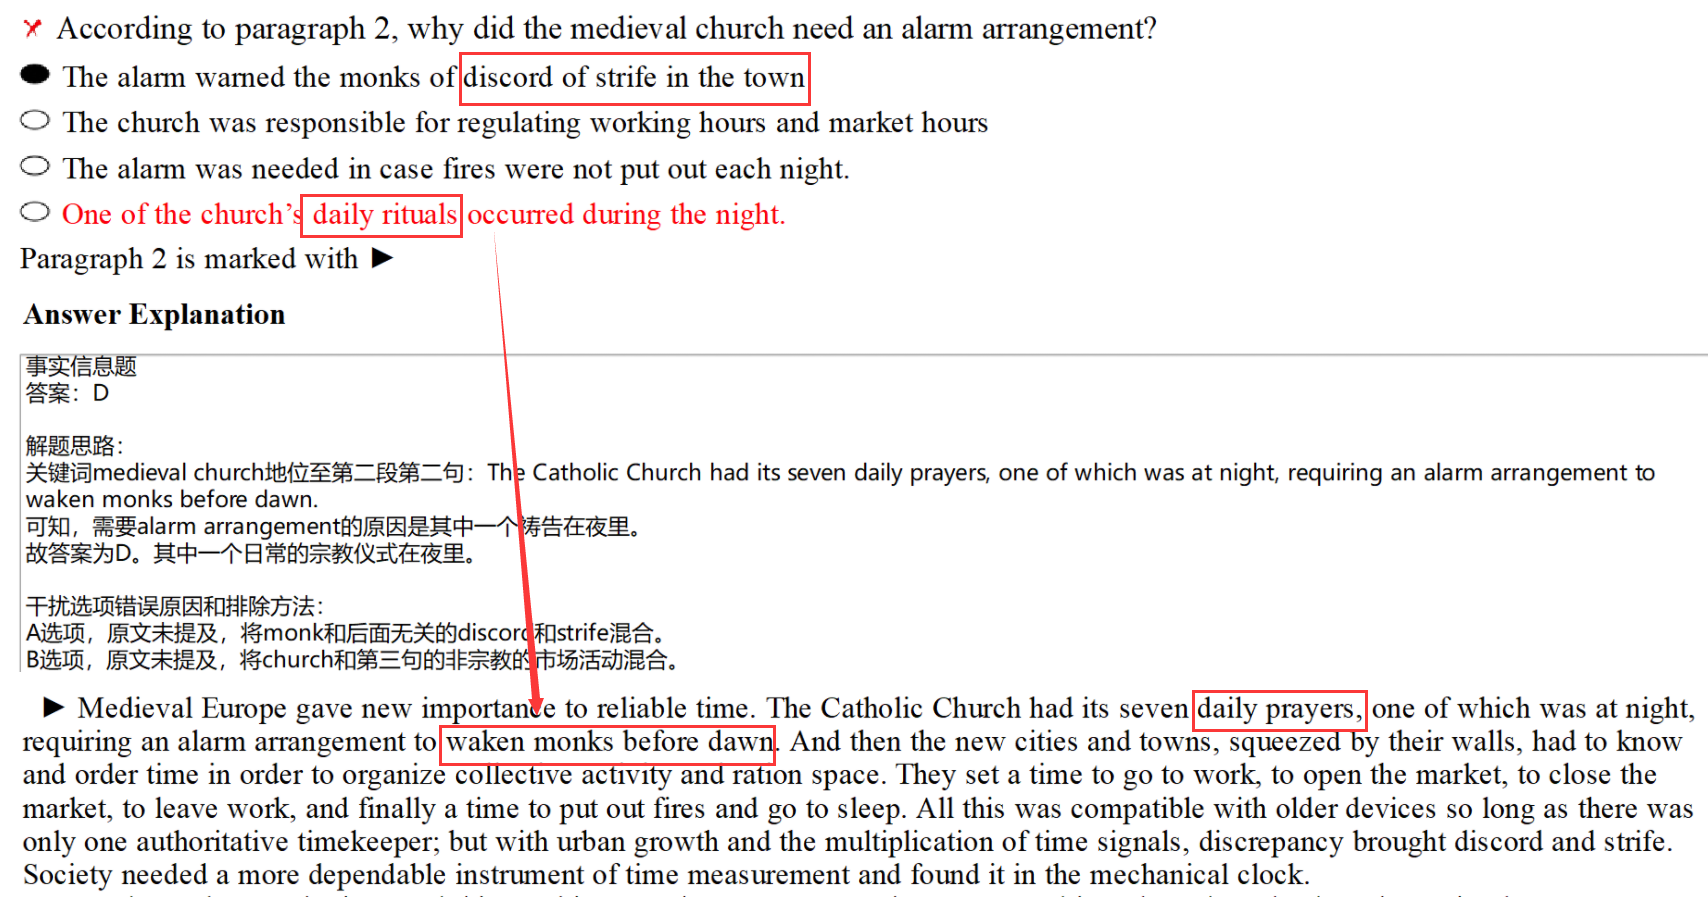 According to paragraph 2, why did the medieval church need an alarm arrangement?
The alarm warned the monks of discord of strife in the town
The church was responsible for regulating working hours and market hours
The alarm was needed in case fires were not put out each night.
One of the church's daily rituals occurred during the night.
Paragraph 2 is marked with ►
Answer Explanation
事实信息题
答案：D
解题思路：
关键词medieval church地位至第二段第二句：The Catholic Church had its seven daily prayers, one of which was at night, requiring an alarm arrangement to
waken monks before dawn.
可知，需要alarm arrangement的原因是其中一个祷告在夜里。
故答案为D。其中一个日常的宗教仪式在夜里。
干扰选项错误原因和排除方法：
A选项，原文未提及，将monk和后面无关的discord和strife混合。
B选项，原文未提及，将church和第三句的非宗教的市场活动混合。
► Medieval Europe gave new importance to reliable time. The Catholic Church had its seven daily prayers, one of which was at night,
requiring an alarm arrangement to waken monks before dawn. And then the new cities and towns, squeezed by their walls, had to know
and order time in order to organize collective activity and ration space. They set a time to go to work, to open the market, to close the
market, to leave work, and finally a time to put out fires and go to sleep. All this was compatible with older devices so long as there was
only one authoritative timekeeper; but with urban growth and the multiplication of time signals, discrepancy brought discord and strife.
Society needed a more dependable instrument of time measurement and found it in the mechanical clock.